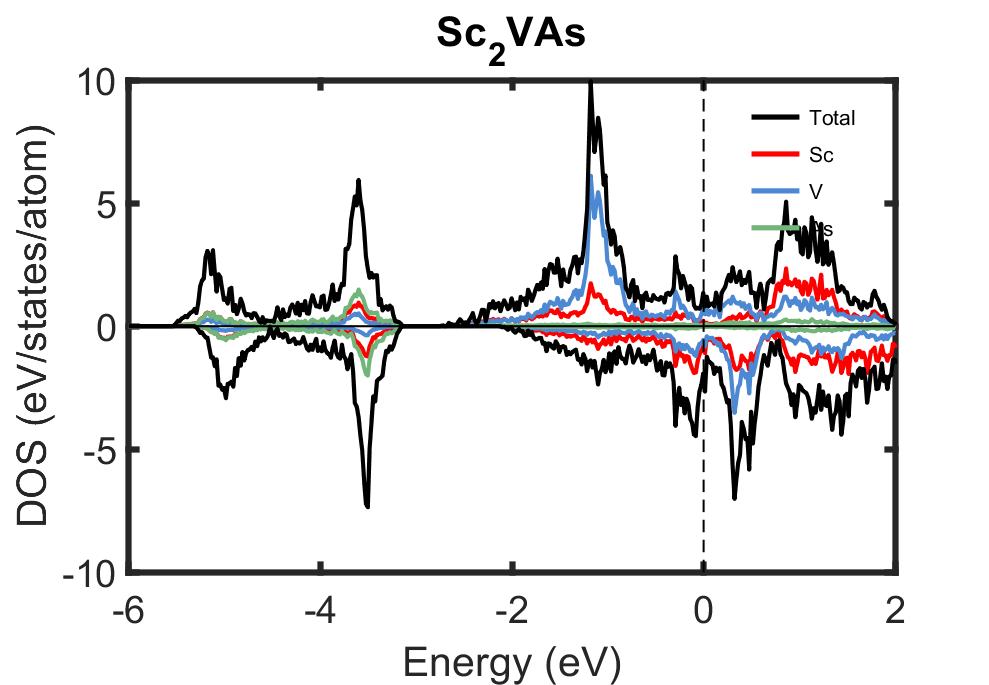 Sc₂VAs
10
5
0
-5
-10
DOS (eV/states/atom)
Total
Sc
V
As
-6 -4 -2 0 2
Energy (eV)